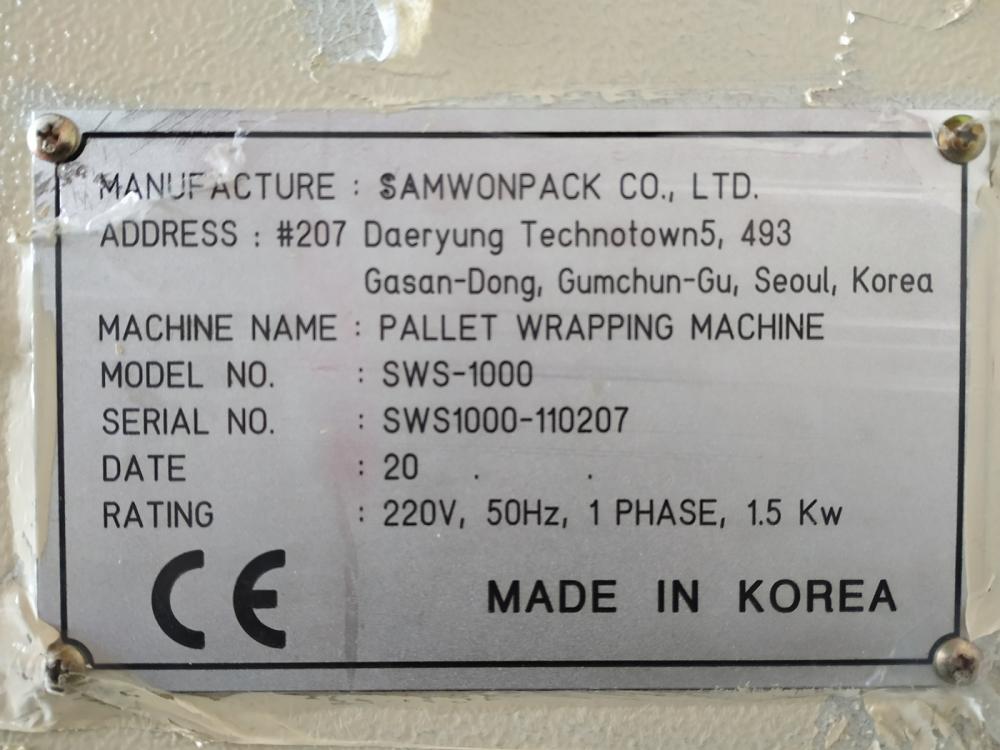 MANUFACTURE : SAMWONPACK CO., LTD.
ADDRESS : #207 Daeryung Technotown5, 493
Gasan-Dong, Gumchun-Gu, Seoul, Korea
MACHINE NAME : PALLET WRAPPING MACHINE
MODEL NO. : SWS-1000
SERIAL NO. : SWS1000-110207
DATE : 20 . .
RATING : 220V, 50Hz, 1 PHASE, 1.5 Kw
CE MADE IN KOREA